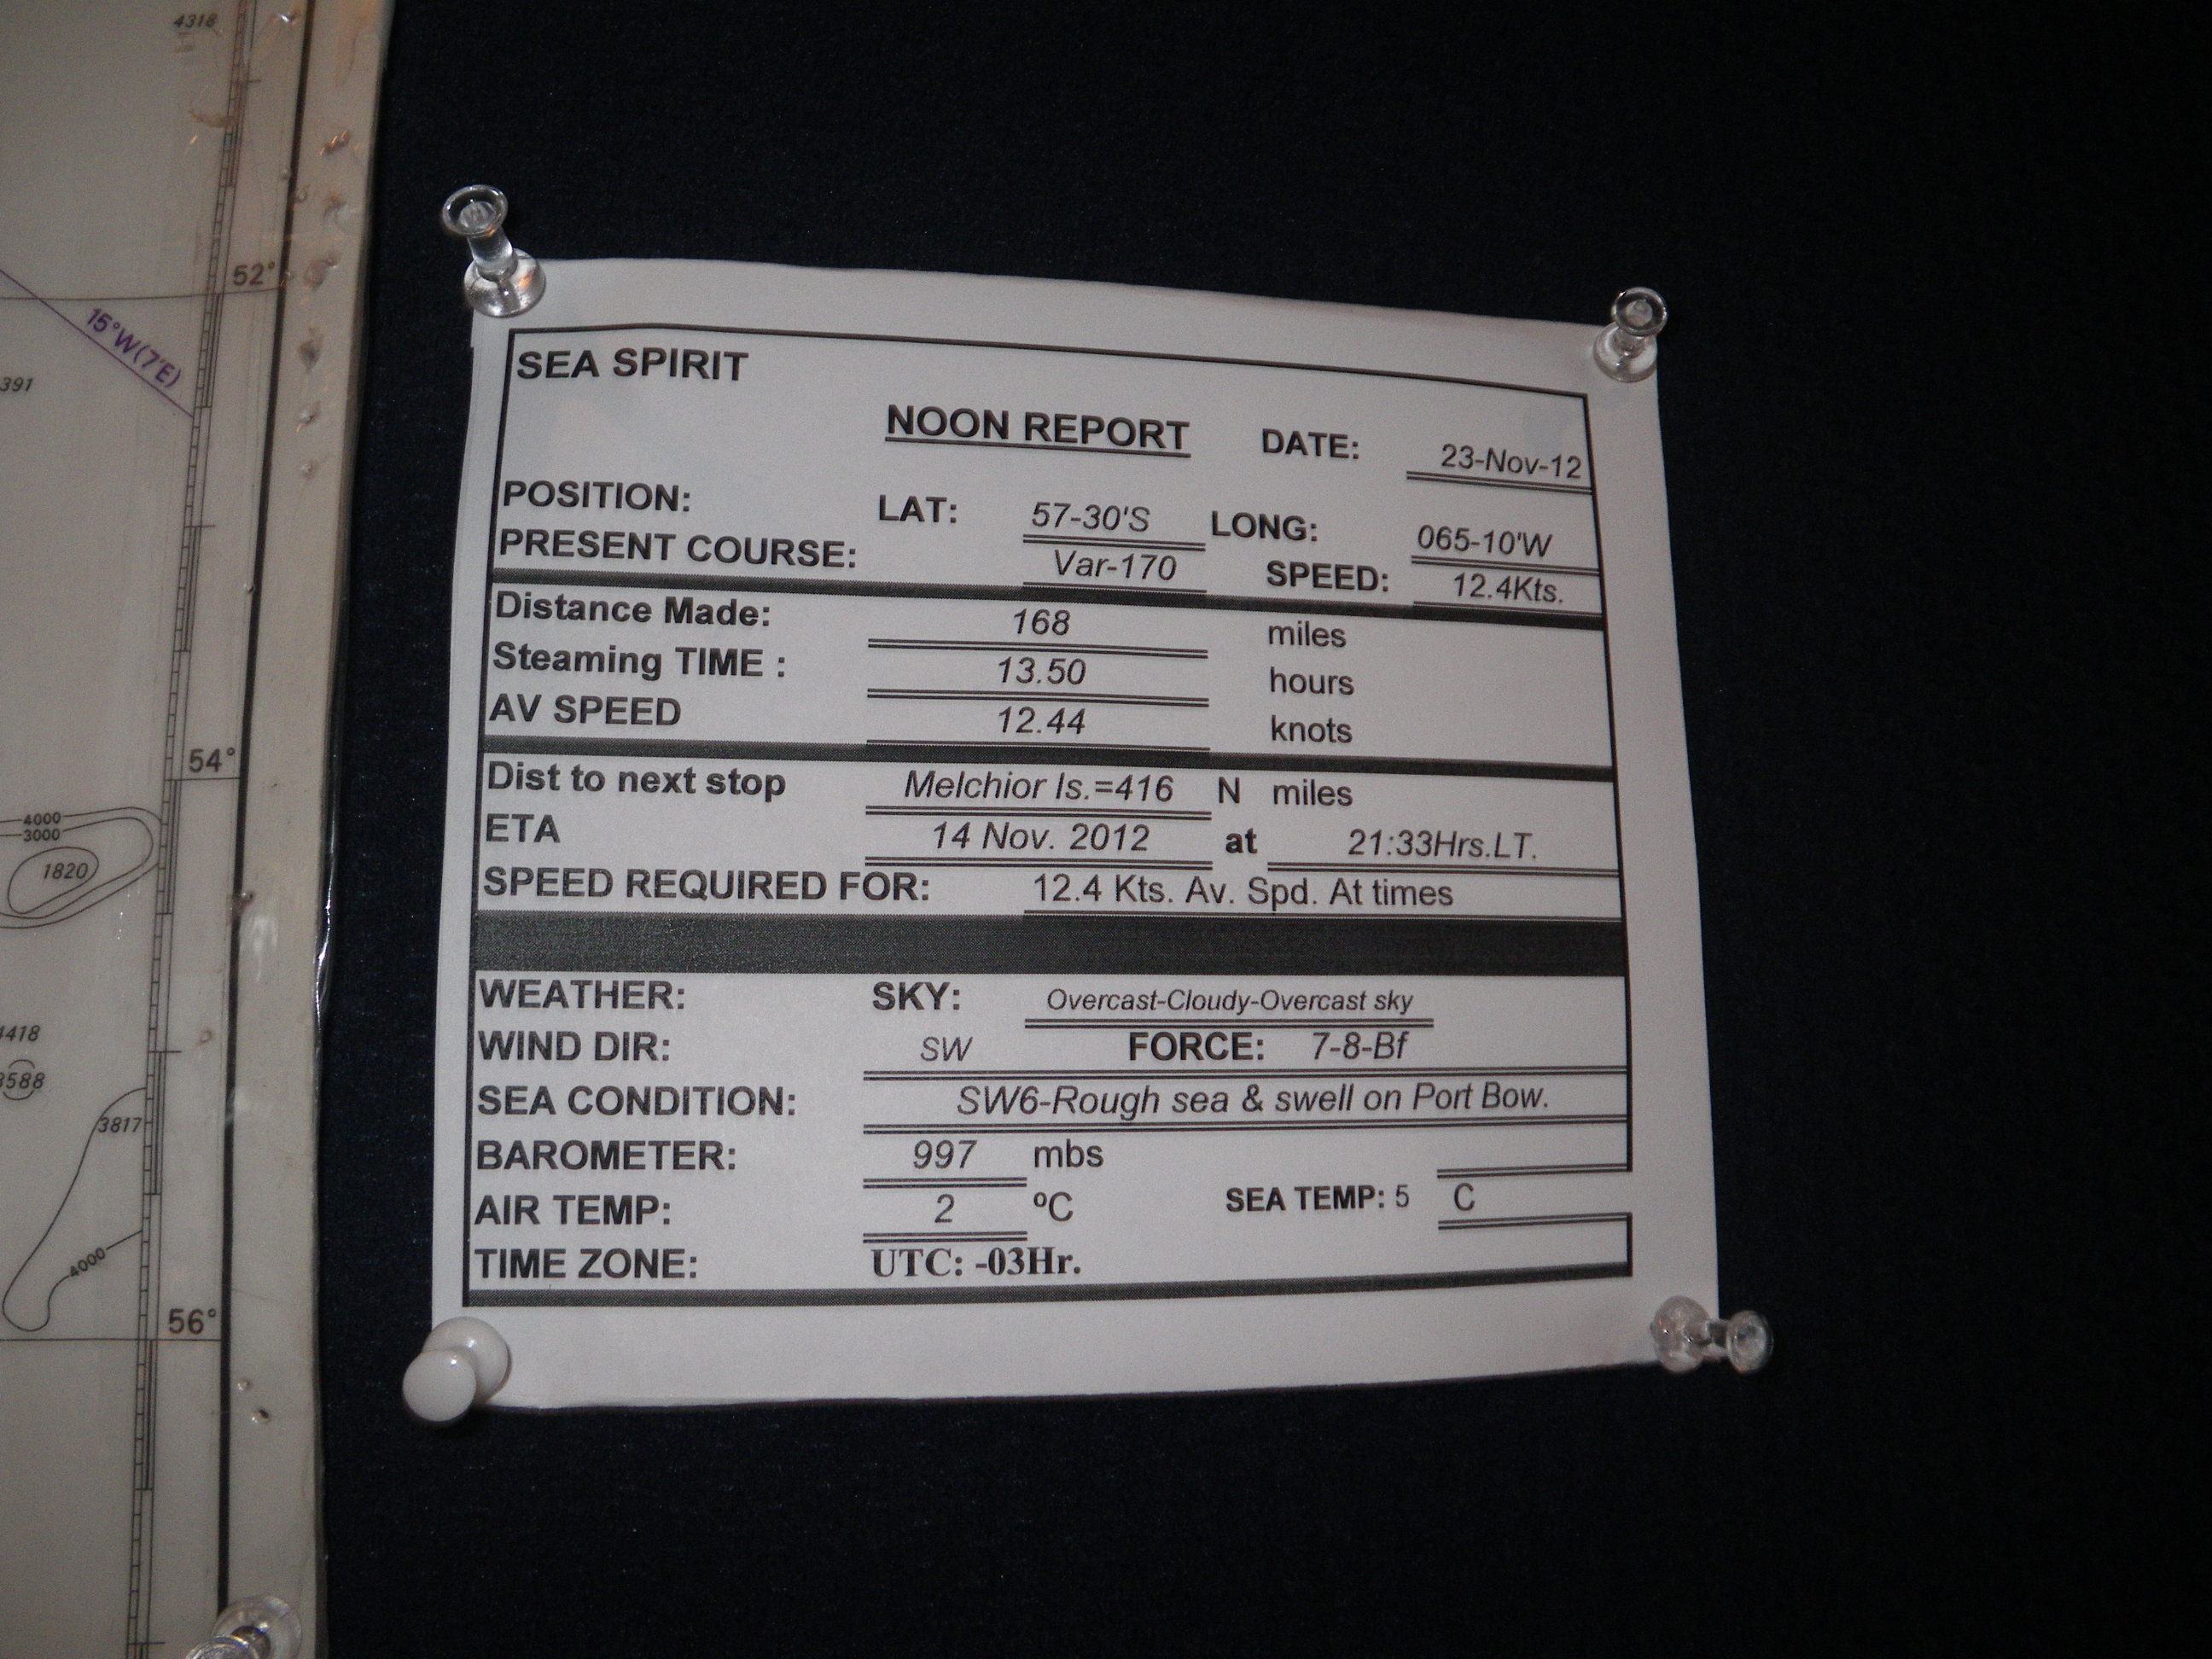 4318
52°
15°W(7'E)
391
54°
4000
3000
1820
4418
3588
3817
4000
56°
SEA SPIRIT
NOON REPORT DATE: 23-Nov-12
POSITION: LAT: 57-30'S LONG: 065-10'W
PRESENT COURSE: Var-170 SPEED: 12.4Kts.
Distance Made: 168 miles
Steaming TIME : 13.50 hours
AV SPEED 12.44 knots
Dist to next stop Melchior Is.=416 N miles
ETA 14 Nov. 2012 at 21:33Hrs.LT.
SPEED REQUIRED FOR: 12.4 Kts. Av. Spd. At times
WEATHER: SKY: Overcast-Cloudy-Overcast sky
WIND DIR: SW FORCE: 7-8-Bf
SEA CONDITION: SW6-Rough sea & swell on Port Bow.
BAROMETER: 997 mbs
AIR TEMP: 2 ºC SEA TEMP: 5 C
TIME ZONE: UTC: -03Hr.